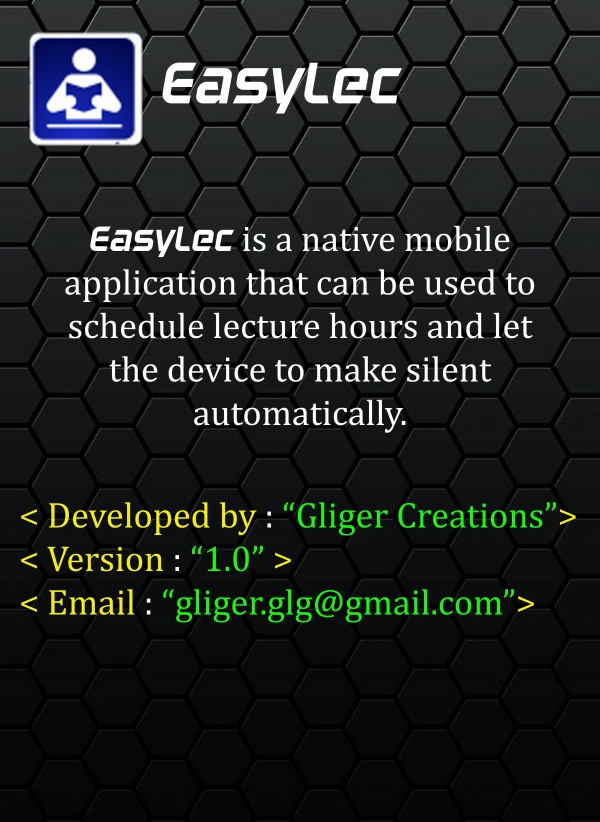 EasyLec
EasyLec is a native mobile
application that can be used to
schedule lecture hours and let
the device to make silent
automatically.
< Developed by : “Gliger Creations”>
< Version : “1.0” >
< Email : “gliger.glg@gmail.com”>